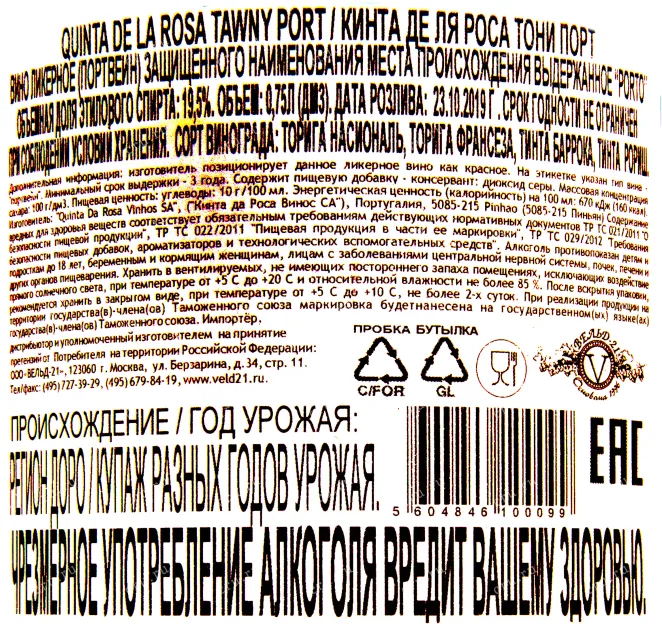 QUINTA DE LA ROSA TAWNY PORT / КИНТА ДЕ ЛЯ РОСА ТОНИ ПОРТ
ВИНО ЛИКЕРНОЕ (ПОРТВЕЙН) ЗАЩИЩЕННОГО НАИМЕНОВАНИЯ МЕСТА ПРОИСХОЖДЕНИЯ ВЫДЕРЖАННОЕ "PORTO"
ОБЪЕМНАЯ ДОЛЯ ЭТИЛОВОГО СПИРТА: 19,5%. ОБЪЕМ: 0,75Л (ДМ3). ДАТА РОЗЛИВА: 23.10.2019 Г. СРОК ГОДНОСТИ НЕ ОГРАНИЧЕН
ПРИ СОБЛЮДЕНИИ УСЛОВИИ ХРАНЕНИЯ. СОРТ ВИНОГРАДА: ТОРИГА НАСИОНАЛЬ, ТОРИГА ФРАНСЕЗА, ТИНТА БАРРОКА, ТИНТА РОРИШ
Дополнительная информация: изготовитель позиционирует данное ликерное вино как красное. На этикетке указан тип вина -
"портвейн". Минимальный срок выдержки - 3 года. Содержит пищевую добавку - консервант: диоксид серы. Массовая концентрация
сахара: 100 г/дм3. Пищевая ценность: углеводы: 10 г/100 мл. Энергетическая ценность (калорийность) на 100 мл: 670 кДж (160 ккал)
Изготовитель: "Quinta Da Rosa Vinhos SA", ("Кинта да Роса Винос СА"), Португалия, 5085-215 Pinhao (5085-215 Пиньян) Содержание
вредных для здоровья веществ соответствует обязательным требованиям действующих нормативных документов ТР ТС 021/2011 "О
безопасности пищевой продукции", ТР ТС 022/2011 "Пищевая продукция в части ее маркировки", ТР ТС 029/2012 Требования
безопасности пищевых добавок, ароматизаторов и технологических вспомогательных средств". Алкоголь противопоказан детям и
подросткам до 18 лет, беременным и кормящим женщинам, лицам с заболеваниями центральной нервной системы, почек, печени и
других органов пищеварения. Хранить в вентилируемых, не имеющих постороннего запаха помещениях, исключающих воздействие
прямого солнечного света, при температуре от +5 С до +20 С и относительной влажности не более 85 %. После вскрытия упаковки,
рекомендуется хранить в закрытом виде, при температуре от +5 С до +10 С, не более 2-х суток. При реализации продукции на
территории государства(в)-члена(ов) Таможенного союза маркировка будет нанесена на государственном(ых) языке(ах)
государства(в)-члена(ов) Таможенного союза. Импортёр,
дистрибьютор и уполномоченный изготовителем на принятие
претензий от Потребителя на территории Российской Федерации:
ООО «ВЕЛЬД-21», 123060 г. Москва, ул. Берзарина, д. 34, стр. 11.
Тел/факс: (495) 727-39-29, (495) 679-84-19, www.veld21.ru.
ПРОБКА БУТЫЛКА
C/FOR GL
ВЕЛЬД-21
V
Основана 1996
ПРОИСХОЖДЕНИЕ / ГОД УРОЖАЯ:
РЕГИОН ДОРО / КУПАЖ РАЗНЫХ ГОДОВ УРОЖАЯ.
5 604846 100099
EAC
ЧРЕЗМЕРНОЕ УПОТРЕБЛЕНИЕ АЛКОГОЛЯ ВРЕДИТ ВАШЕМУ ЗДОРОВЬЮ.